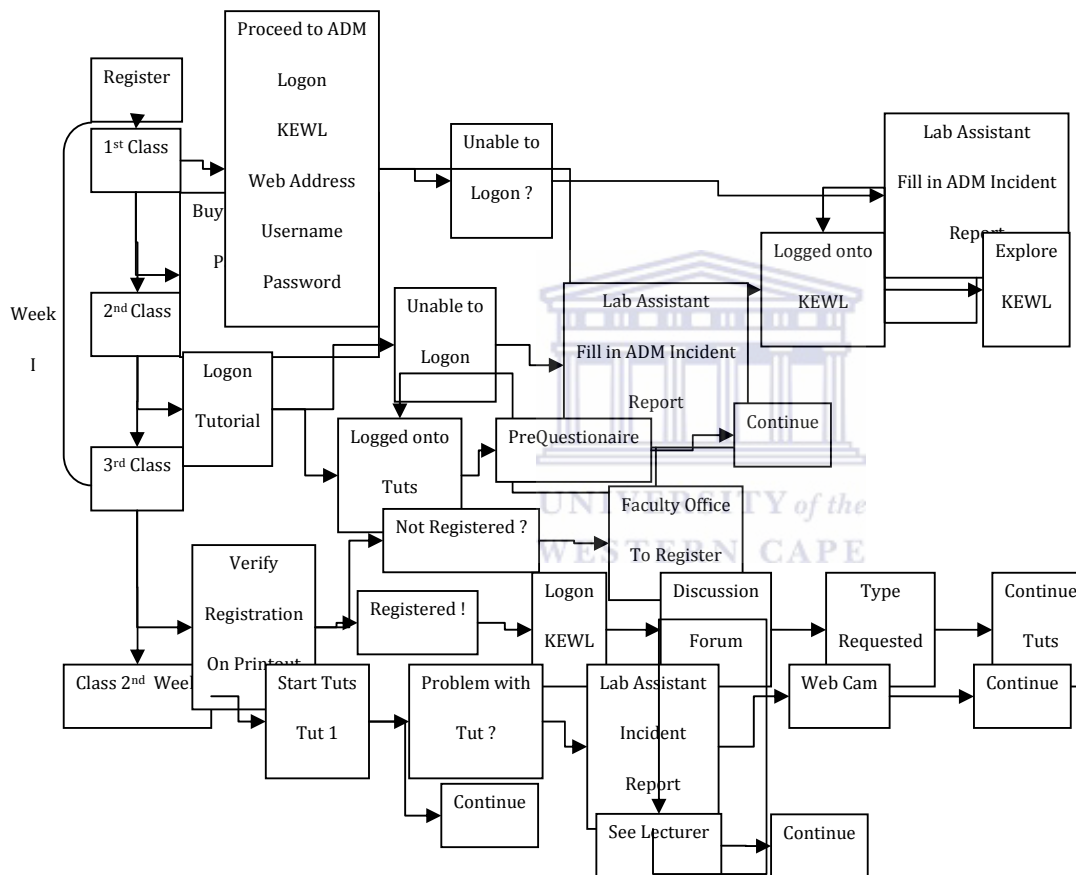 Proceed to ADM
Logon
KEWL
Web Address
Username
Password
Register
1st Class
Buy
P
2nd Class
Week
I
3rd Class
Unable to
Logon ?
Lab Assistant
Fill in ADM Incident
Report
Logged onto
KEWL
Explore
KEWL
Unable to
Logon
Lab Assistant
Fill in ADM Incident
Report
Logon
Tutorial
Logged onto
Tuts
PreQuestionaire
Continue
UNIVERSITY of the
WESTERN CAPE
Not Registered ?
Faculty Office
To Register
Verify
Registration
On Printout
Registered !
Logon
KEWL
Discussion
Forum
Type
Requested
Continue
Tuts
Class 2nd Week
Start Tuts
Tut 1
Problem with
Tut ?
Lab Assistant
Incident
Report
Web Cam
Continue
Continue
See Lecturer
Continue